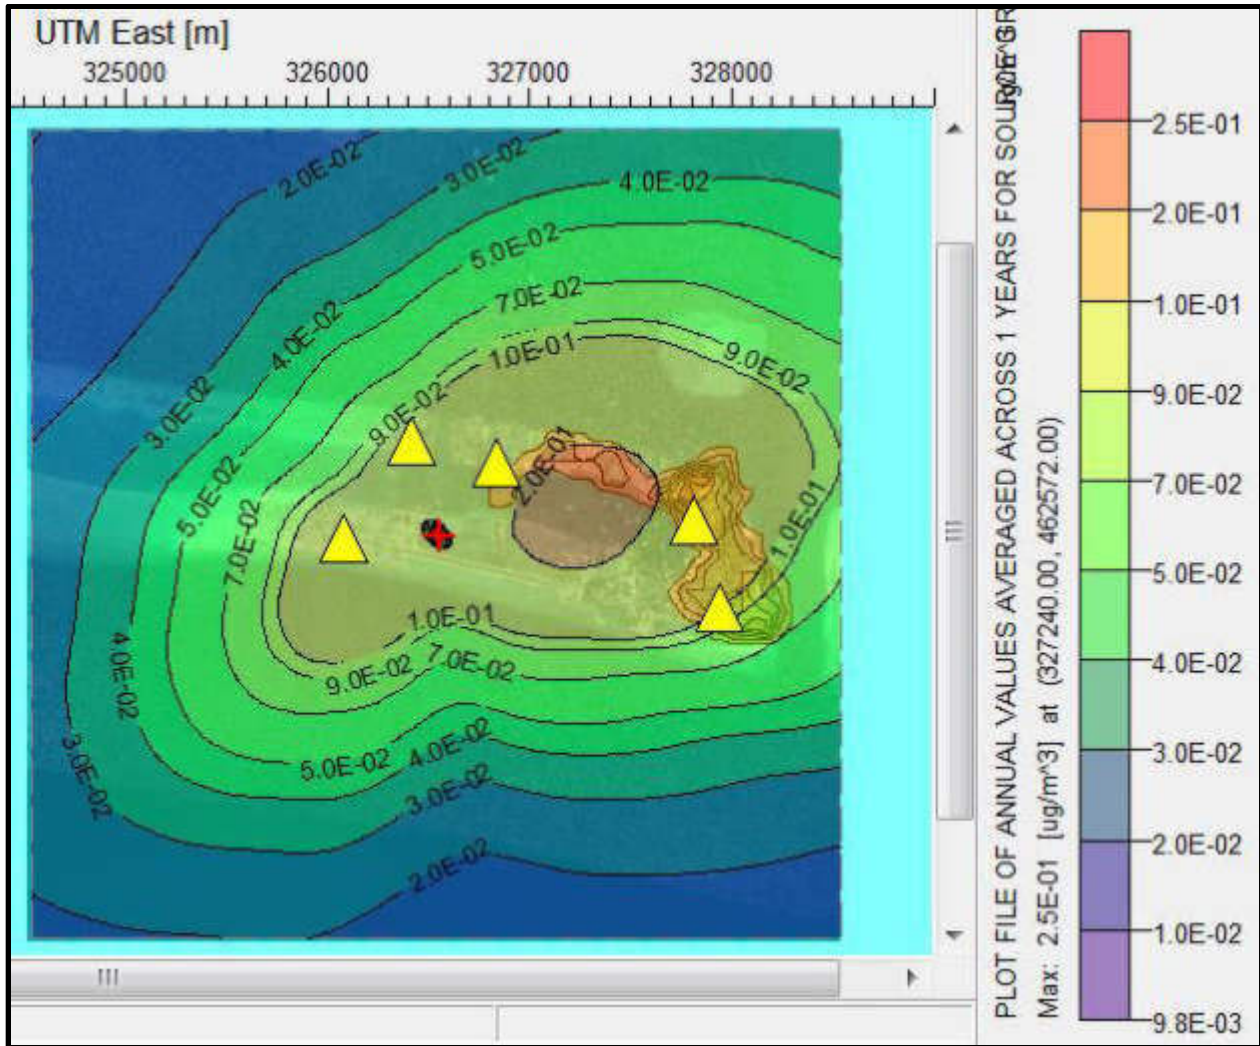 UTM East [m]
325000 326000 327000 328000
2.0E-02
3.0E-02
4.0E-02
5.0E-02
7.0E-02
4.0E-02
1.0E-01
9.0E-02
3.0E-02
9.0E-02
2.0E-01
5.0E-02
7.0E-02
1.0E-01
1.0E-01
7.0E-02
9.0E-02
4.0E-02
5.0E-02
4.0E-02
3.0E-02
3.0E-02
2.0E-02
PLOT FILE OF ANNUAL VALUES AVERAGED ACROSS 1 YEARS FOR SOURCE
Max: 2.5E-01 [ug/m^3] at (327240.00, 462572.00)
2.5E-01
2.0E-01
1.0E-01
9.0E-02
7.0E-02
5.0E-02
4.0E-02
3.0E-02
2.0E-02
1.0E-02
9.8E-03